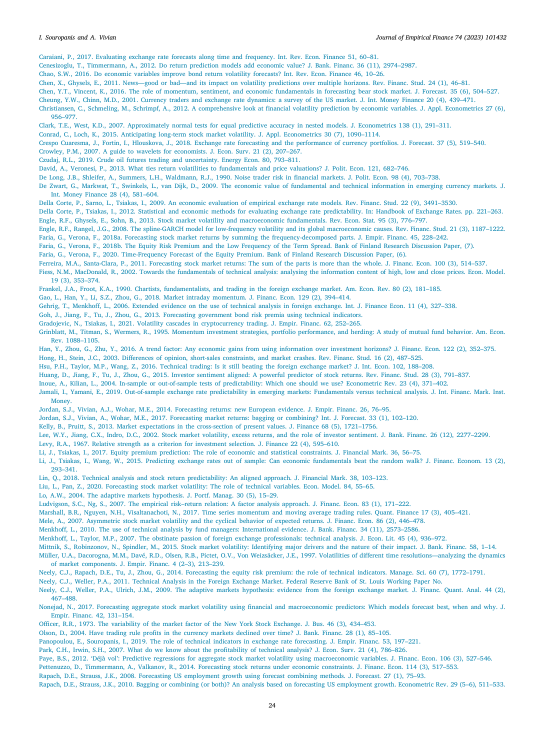 I. Souropanis and A. Vivian
Journal of Empirical Finance 74 (2023) 101432
Caraiani, P., 2017. Evaluating exchange rate forecasts along time and frequency. Int. Rev. Econ. Finance 51, 60–81.
Cenesizoglu, T., Timmermann, A., 2012. Do return prediction models add economic value? J. Bank. Financ. 36 (11), 2974–2987.
Chao, S.W., 2016. Do economic variables improve bond return volatility forecasts? Int. Rev. Econ. Finance 46, 10–26.
Chen, X., Ghysels, E., 2011. News—good or bad—and its impact on volatility predictions over multiple horizons. Rev. Financ. Stud. 24 (1), 46–81.
Chen, Y.T., Vincent, K., 2016. The role of momentum, sentiment, and economic fundamentals in forecasting bear stock market. J. Forecast. 35 (6), 504–527.
Cheung, Y.W., Chinn, M.D., 2001. Currency traders and exchange rate dynamics: a survey of the US market. J. Int. Money Finance 20 (4), 439–471.
Christiansen, C., Schmeling, M., Schrimpf, A., 2012. A comprehensive look at financial volatility prediction by economic variables. J. Appl. Econometrics 27 (6),
956–977.
Clark, T.E., West, K.D., 2007. Approximately normal tests for equal predictive accuracy in nested models. J. Econometrics 138 (1), 291–311.
Conrad, C., Loch, K., 2015. Anticipating long-term stock market volatility. J. Appl. Econometrics 30 (7), 1090–1114.
Crespo Cuaresma, J., Fortin, I., Hlouskova, J., 2018. Exchange rate forecasting and the performance of currency portfolios. J. Forecast. 37 (5), 519–540.
Crowley, P.M., 2007. A guide to wavelets for economists. J. Econ. Surv. 21 (2), 207–267.
Czudaj, R.L., 2019. Crude oil futures trading and uncertainty. Energy Econ. 80, 793–811.
David, A., Veronesi, P., 2013. What ties return volatilities to fundamentals and price valuations? J. Polit. Econ. 121, 682–746.
De Long, J.B., Shleifer, A., Summers, L.H., Waldmann, R.J., 1990. Noise trader risk in financial markets. J. Polit. Econ. 98 (4), 703–738.
De Zwart, G., Markwat, T., Swinkels, L., van Dijk, D., 2009. The economic value of fundamental and technical information in emerging currency markets. J.
Int. Money Finance 28 (4), 581–604.
Della Corte, P., Sarno, L., Tsiakas, I., 2009. An economic evaluation of empirical exchange rate models. Rev. Financ. Stud. 22 (9), 3491–3530.
Della Corte, P., Tsiakas, I., 2012. Statistical and economic methods for evaluating exchange rate predictability. In: Handbook of Exchange Rates. pp. 221–263.
Engle, R.F., Ghysels, E., Sohn, B., 2013. Stock market volatility and macroeconomic fundamentals. Rev. Econ. Stat. 95 (3), 776–797.
Engle, R.F., Rangel, J.G., 2008. The spline-GARCH model for low-frequency volatility and its global macroeconomic causes. Rev. Financ. Stud. 21 (3), 1187–1222.
Faria, G., Verona, F., 2018a. Forecasting stock market returns by summing the frequency-decomposed parts. J. Empir. Financ. 45, 228–242.
Faria, G., Verona, F., 2018b. The Equity Risk Premium and the Low Frequency of the Term Spread. Bank of Finland Research Discussion Paper, (7).
Faria, G., Verona, F., 2020. Time-Frequency Forecast of the Equity Premium. Bank of Finland Research Discussion Paper, (6).
Ferreira, M.A., Santa-Clara, P., 2011. Forecasting stock market returns: The sum of the parts is more than the whole. J. Financ. Econ. 100 (3), 514–537.
Fiess, N.M., MacDonald, R., 2002. Towards the fundamentals of technical analysis: analysing the information content of high, low and close prices. Econ. Model.
19 (3), 353–374.
Frankel, J.A., Froot, K.A., 1990. Chartists, fundamentalists, and trading in the foreign exchange market. Am. Econ. Rev. 80 (2), 181–185.
Gao, L., Han, Y., Li, S.Z., Zhou, G., 2018. Market intraday momentum. J. Financ. Econ. 129 (2), 394–414.
Gehrig, T., Menkhoff, L., 2006. Extended evidence on the use of technical analysis in foreign exchange. Int. J. Finance Econ. 11 (4), 327–338.
Goh, J., Jiang, F., Tu, J., Zhou, G., 2013. Forecasting government bond risk premia using technical indicators.
Gradojevic, N., Tsiakas, I., 2021. Volatility cascades in cryptocurrency trading. J. Empir. Financ. 62, 252–265.
Grinblatt, M., Titman, S., Wermers, R., 1995. Momentum investment strategies, portfolio performance, and herding: A study of mutual fund behavior. Am. Econ.
Rev. 1088–1105.
Han, Y., Zhou, G., Zhu, Y., 2016. A trend factor: Any economic gains from using information over investment horizons? J. Financ. Econ. 122 (2), 352–375.
Hong, H., Stein, J.C., 2003. Differences of opinion, short-sales constraints, and market crashes. Rev. Financ. Stud. 16 (2), 487–525.
Hsu, P.H., Taylor, M.P., Wang, Z., 2016. Technical trading: Is it still beating the foreign exchange market? J. Int. Econ. 102, 188–208.
Huang, D., Jiang, F., Tu, J., Zhou, G., 2015. Investor sentiment aligned: A powerful predictor of stock returns. Rev. Financ. Stud. 28 (3), 791–837.
Inoue, A., Kilian, L., 2004. In-sample or out-of-sample tests of predictability: Which one should we use? Econometric Rev. 23 (4), 371–402.
Jamali, I., Yamani, E., 2019. Out-of-sample exchange rate predictability in emerging markets: Fundamentals versus technical analysis. J. Int. Financ. Mark. Inst.
Money.
Jordan, S.J., Vivian, A.J., Wohar, M.E., 2014. Forecasting returns: new European evidence. J. Empir. Financ. 26, 76–95.
Jordan, S.J., Vivian, A., Wohar, M.E., 2017. Forecasting market returns: bagging or combining? Int. J. Forecast. 33 (1), 102–120.
Kelly, B., Pruitt, S., 2013. Market expectations in the cross-section of present values. J. Finance 68 (5), 1721–1756.
Lee, W.Y., Jiang, C.X., Indro, D.C., 2002. Stock market volatility, excess returns, and the role of investor sentiment. J. Bank. Financ. 26 (12), 2277–2299.
Levy, R.A., 1967. Relative strength as a criterion for investment selection. J. Finance 22 (4), 595–610.
Li, J., Tsiakas, I., 2017. Equity premium prediction: The role of economic and statistical constraints. J. Financial Mark. 36, 56–75.
Li, J., Tsiakas, I., Wang, W., 2015. Predicting exchange rates out of sample: Can economic fundamentals beat the random walk? J. Financ. Econom. 13 (2),
293–341.
Lin, Q., 2018. Technical analysis and stock return predictability: An aligned approach. J. Financial Mark. 38, 103–123.
Liu, L., Pan, Z., 2020. Forecasting stock market volatility: The role of technical variables. Econ. Model. 84, 55–65.
Lo, A.W., 2004. The adaptive markets hypothesis. J. Portf. Manag. 30 (5), 15–29.
Ludvigson, S.C., Ng, S., 2007. The empirical risk–return relation: A factor analysis approach. J. Financ. Econ. 83 (1), 171–222.
Marshall, B.R., Nguyen, N.H., Visaltanachoti, N., 2017. Time series momentum and moving average trading rules. Quant. Finance 17 (3), 405–421.
Mele, A., 2007. Asymmetric stock market volatility and the cyclical behavior of expected returns. J. Financ. Econ. 86 (2), 446–478.
Menkhoff, L., 2010. The use of technical analysis by fund managers: International evidence. J. Bank. Financ. 34 (11), 2573–2586.
Menkhoff, L., Taylor, M.P., 2007. The obstinate passion of foreign exchange professionals: technical analysis. J. Econ. Lit. 45 (4), 936–972.
Mittnik, S., Robinzonov, N., Spindler, M., 2015. Stock market volatility: Identifying major drivers and the nature of their impact. J. Bank. Financ. 58, 1–14.
Müller, U.A., Dacorogna, M.M., Davé, R.D., Olsen, R.B., Pictet, O.V., Von Weizsäcker, J.E., 1997. Volatilities of different time resolutions—analyzing the dynamics
of market components. J. Empir. Financ. 4 (2–3), 213–239.
Neely, C.J., Rapach, D.E., Tu, J., Zhou, G., 2014. Forecasting the equity risk premium: the role of technical indicators. Manage. Sci. 60 (7), 1772–1791.
Neely, C.J., Weller, P.A., 2011. Technical Analysis in the Foreign Exchange Market. Federal Reserve Bank of St. Louis Working Paper No.
Neely, C.J., Weller, P.A., Ulrich, J.M., 2009. The adaptive markets hypothesis: evidence from the foreign exchange market. J. Financ. Quant. Anal. 44 (2),
467–488.
Nonejad, N., 2017. Forecasting aggregate stock market volatility using financial and macroeconomic predictors: Which models forecast best, when and why. J.
Empir. Finance 42, 131–154.
Officer, R.R., 1973. The variability of the market factor of the New York Stock Exchange. J. Bus. 46 (3), 434–453.
Olson, D., 2004. Have trading rule profits in the currency markets declined over time? J. Bank. Financ. 28 (1), 85–105.
Panopoulou, E., Souropanis, I., 2019. The role of technical indicators in exchange rate forecasting. J. Empir. Financ. 53, 197–221.
Park, C.H., Irwin, S.H., 2007. What do we know about the profitability of technical analysis? J. Econ. Surv. 21 (4), 786–826.
Paye, B.S., 2012. 'Déjà vol': Predictive regressions for aggregate stock market volatility using macroeconomic variables. J. Financ. Econ. 106 (3), 527–546.
Pettenuzzo, D., Timmermann, A., Valkanov, R., 2014. Forecasting stock returns under economic constraints. J. Financ. Econ. 114 (3), 517–553.
Rapach, D.E., Strauss, J.K., 2008. Forecasting US employment growth using forecast combining methods. J. Forecast. 27 (1), 75–93.
Rapach, D.E., Strauss, J.K., 2010. Bagging or combining (or both)? An analysis based on forecasting US employment growth. Econometric Rev. 29 (5–6), 511–533.
24